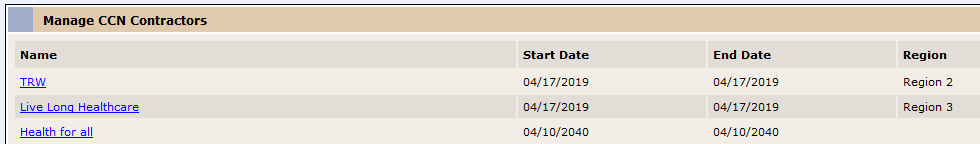 Manage CCN Contractors
Name Start Date End Date Region
TRW 04/17/2019 04/17/2019 Region 2
Live Long Healthcare 04/17/2019 04/17/2019 Region 3
Health for all 04/10/2040 04/10/2040